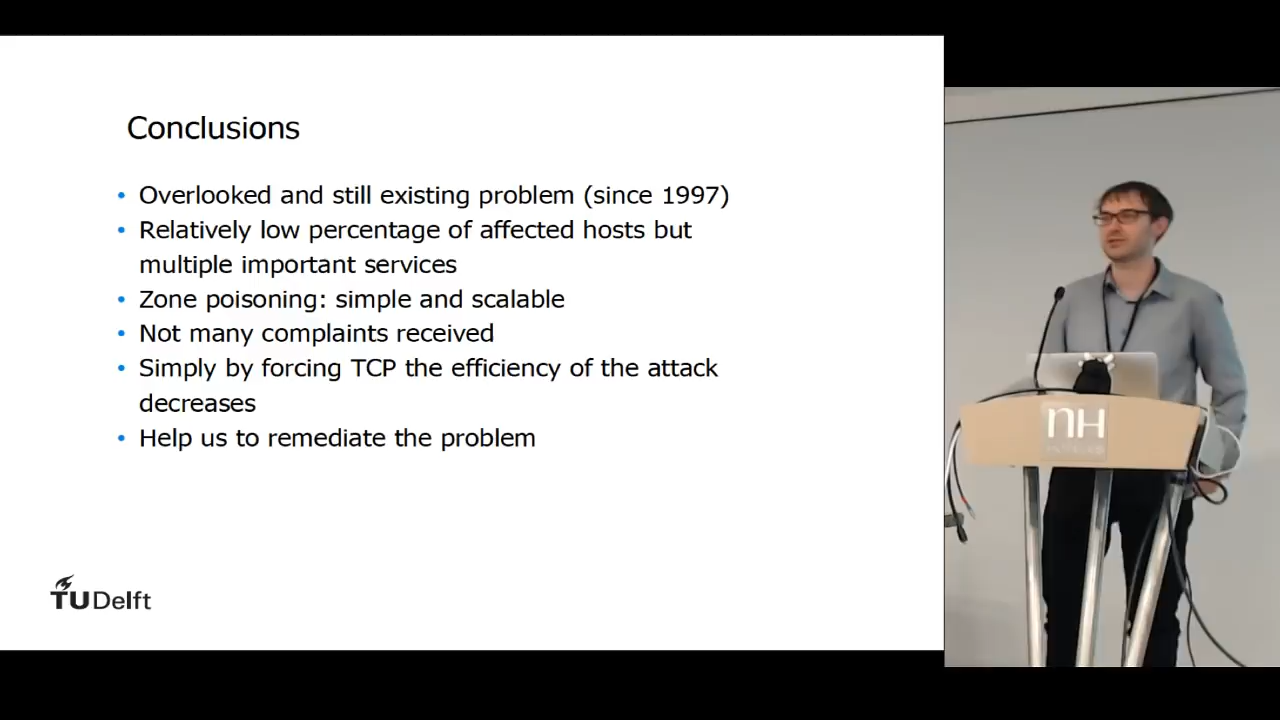 Conclusions
• Overlooked and still existing problem (since 1997)
• Relatively low percentage of affected hosts but
multiple important services
• Zone poisoning: simple and scalable
• Not many complaints received
• Simply by forcing TCP the efficiency of the attack
decreases
• Help us to remediate the problem
TU Delft
nH